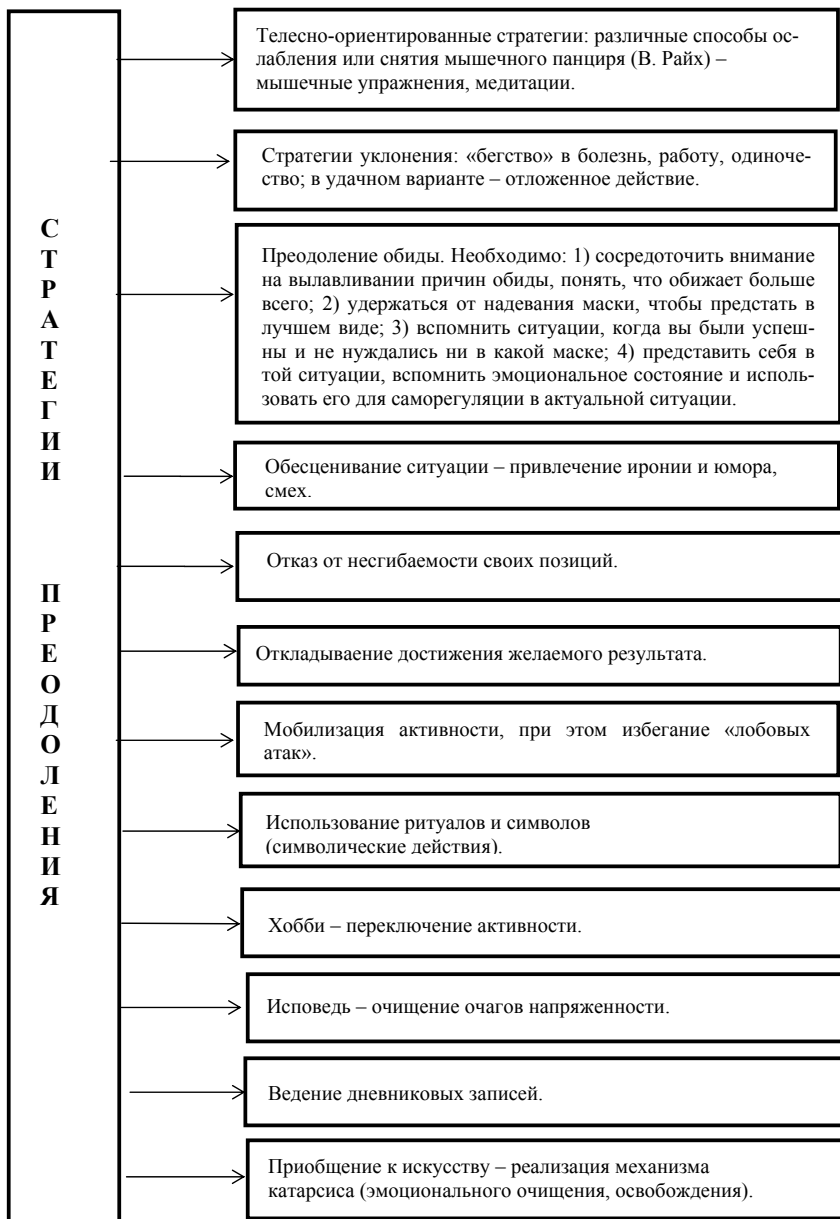 СТРАТЕГИИ ПРЕОДОЛЕНИЯ
Телесно-ориентированные стратегии: различные способы ос-
лабления или снятия мышечного панциря (В. Райх) –
мышечные упражнения, медитации.
Стратегии уклонения: «бегство» в болезнь, работу, одиноче-
ство; в удачном варианте – отложенное действие.
Преодоление обиды. Необходимо: 1) сосредоточить внимание
на вылавливании причин обиды, понять, что обижает больше
всего; 2) удержаться от надевания маски, чтобы предстать в
лучшем виде; 3) вспомнить ситуации, когда вы были успеш-
ны и не нуждались ни в какой маске; 4) представить себя в
той ситуации, вспомнить эмоциональное состояние и исполь-
зовать его для саморегуляции в актуальной ситуации.
Обесценивание ситуации – привлечение иронии и юмора,
смех.
Отказ от несгибаемости своих позиций.
Откладываение достижения желаемого результата.
Мобилизация активности, при этом избегание «лобовых
атак».
Использование ритуалов и символов
(символические действия).
Хобби – переключение активности.
Исповедь – очищение очагов напряженности.
Ведение дневниковых записей.
Приобщение к искусству – реализация механизма
катарсиса (эмоционального очищения, освобождения).